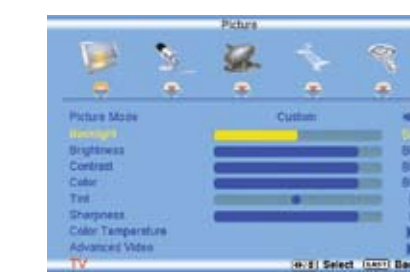 Picture
Picture Mode Custom
Backlight
Brightness
Contrast
Color
Tint
Sharpness
Color Temperature
Advanced Video
TV Select